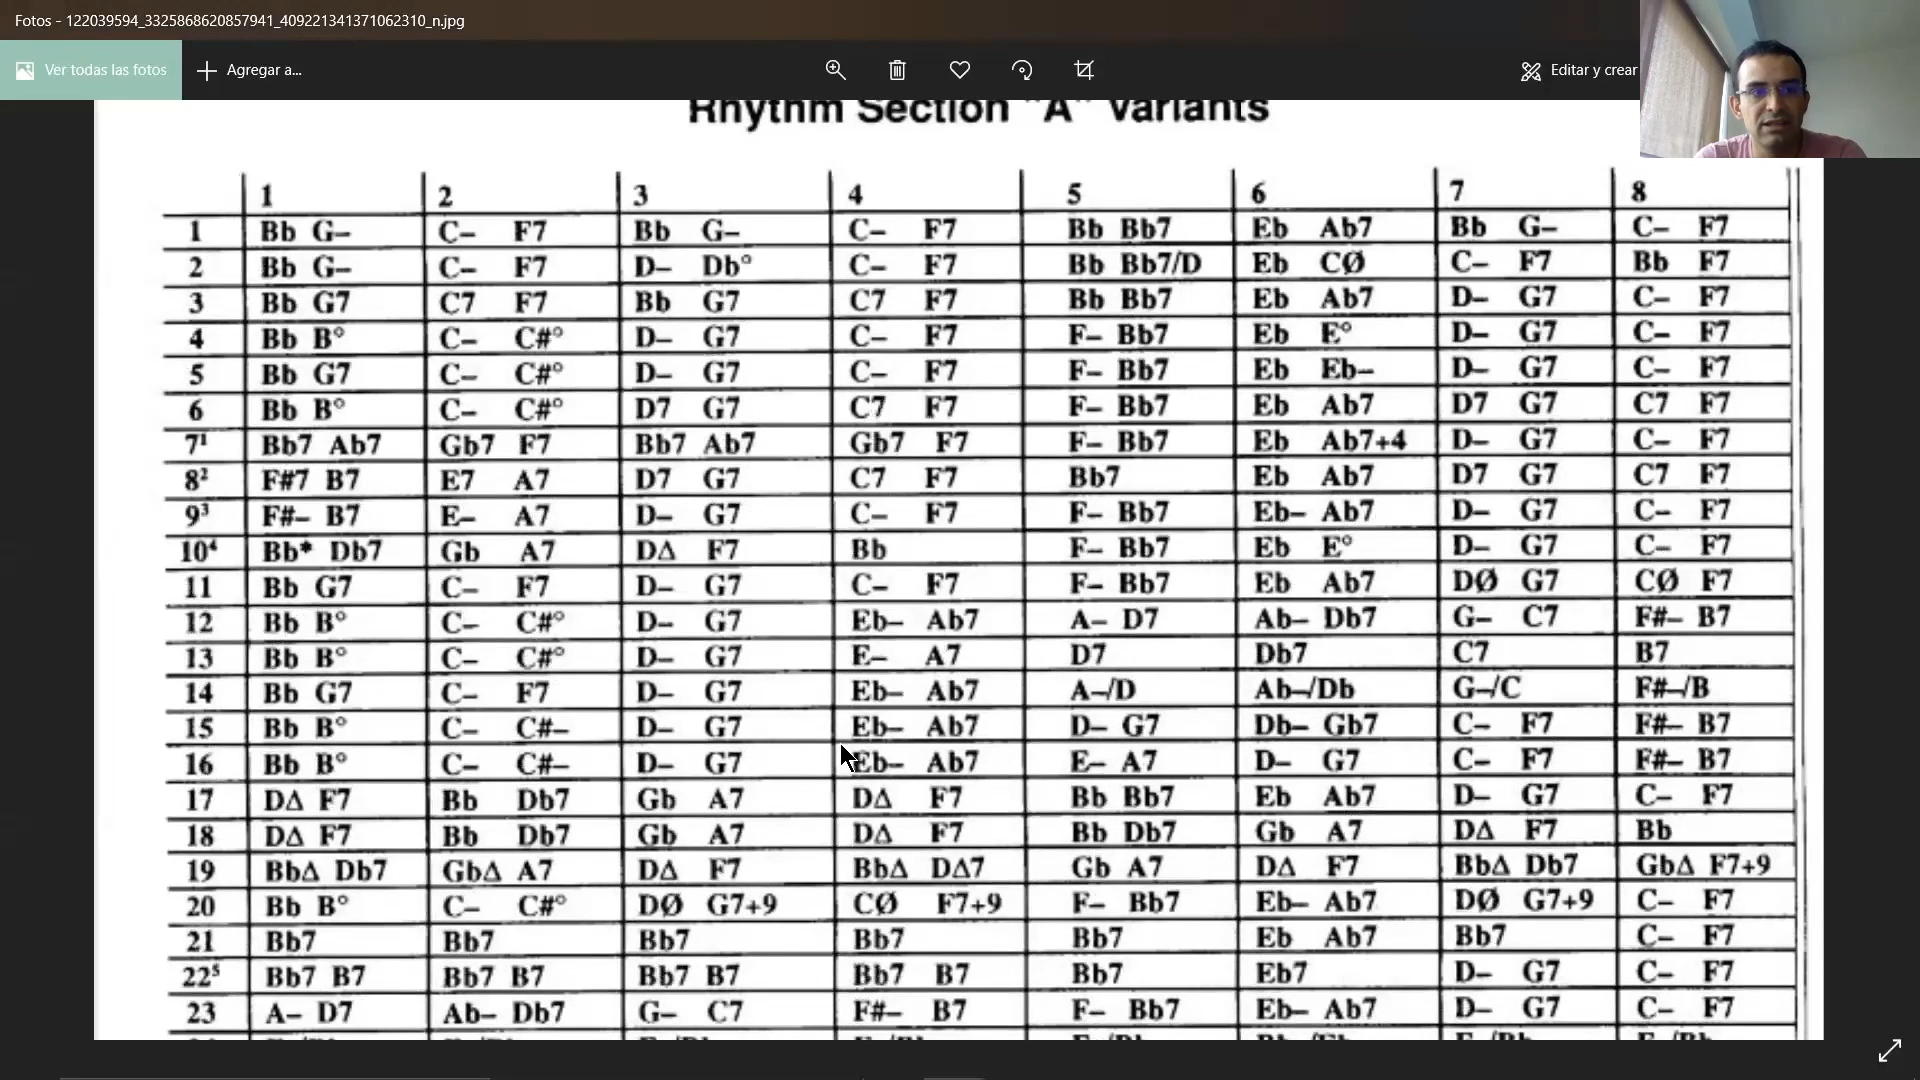 Fotos - 122039594_3325868620857941_409221341371062310_n.jpg
Ver todas las fotos Agregar a... Editar y crear
Rhythm Section "A" Variants
1 2 3 4 5 6 7 8
1 Bb G– C– F7 Bb G– C– F7 Bb Bb7 Eb Ab7 Bb G– C– F7
2 Bb G– C– F7 D– Db° C– F7 Bb Bb7/D Eb CØ C– F7 Bb F7
3 Bb G7 C7 F7 Bb G7 C7 F7 Bb Bb7 Eb Ab7 D– G7 C– F7
4 Bb B° C– C#° D– G7 C– F7 F– Bb7 Eb E° D– G7 C– F7
5 Bb G7 C– C#° D– G7 C– F7 F– Bb7 Eb Eb– D– G7 C– F7
6 Bb B° C– C#° D7 G7 C7 F7 F– Bb7 Eb Ab7 D7 G7 C7 F7
7¹ Bb7 Ab7 Gb7 F7 Bb7 Ab7 Gb7 F7 F– Bb7 Eb Ab7+4 D– G7 C– F7
8² F#7 B7 E7 A7 D7 G7 C7 F7 Bb7 Eb Ab7 D7 G7 C7 F7
9³ F#– B7 E– A7 D– G7 C– F7 F– Bb7 Eb– Ab7 D– G7 C– F7
10⁴ Bb* Db7 Gb A7 DΔ F7 Bb F– Bb7 Eb E° D– G7 C– F7
11 Bb G7 C– F7 D– G7 C– F7 F– Bb7 Eb Ab7 DØ G7 CØ F7
12 Bb B° C– C#° D– G7 Eb– Ab7 A– D7 Ab– Db7 G– C7 F#– B7
13 Bb B° C– C#° D– G7 E– A7 D7 Db7 C7 B7
14 Bb G7 C– F7 D– G7 Eb– Ab7 A–/D Ab–/Db G–/C F#–/B
15 Bb B° C– C#– D– G7 Eb– Ab7 D– G7 Db– Gb7 C– F7 F#– B7
16 Bb B° C– C#– D– G7 Eb– Ab7 E– A7 D– G7 C– F7 F#– B7
17 DΔ F7 Bb Db7 Gb A7 DΔ F7 Bb Bb7 Eb Ab7 D– G7 C– F7
18 DΔ F7 Bb Db7 Gb A7 DΔ F7 Bb Db7 Gb A7 DΔ F7 Bb
19 BbΔ Db7 GbΔ A7 DΔ F7 BbΔ DΔ7 Gb A7 DΔ F7 BbΔ Db7 GbΔ F7+9
20 Bb B° C– C#° DØ G7+9 CØ F7+9 F– Bb7 Eb– Ab7 DØ G7+9 C– F7
21 Bb7 Bb7 Bb7 Bb7 Bb7 Eb Ab7 Bb7 C– F7
22⁵ Bb7 B7 Bb7 B7 Bb7 B7 Bb7 B7 Bb7 Eb7 D– G7 C– F7
23 A– D7 Ab– Db7 G– C7 F#– B7 F– Bb7 Eb– Ab7 D– G7 C– F7